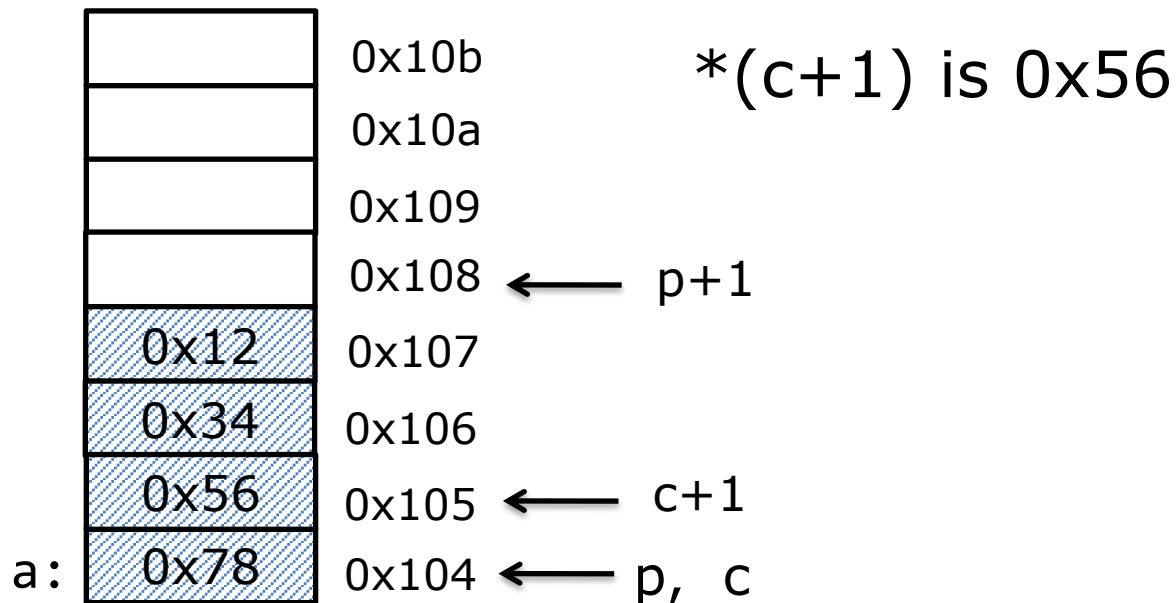 0x10b
*(c+1) is 0x56
0x10a
0x109
0x108 p+1
0x12 0x107
0x34 0x106
0x56 0x105 c+1
a: 0x78 0x104 p, c